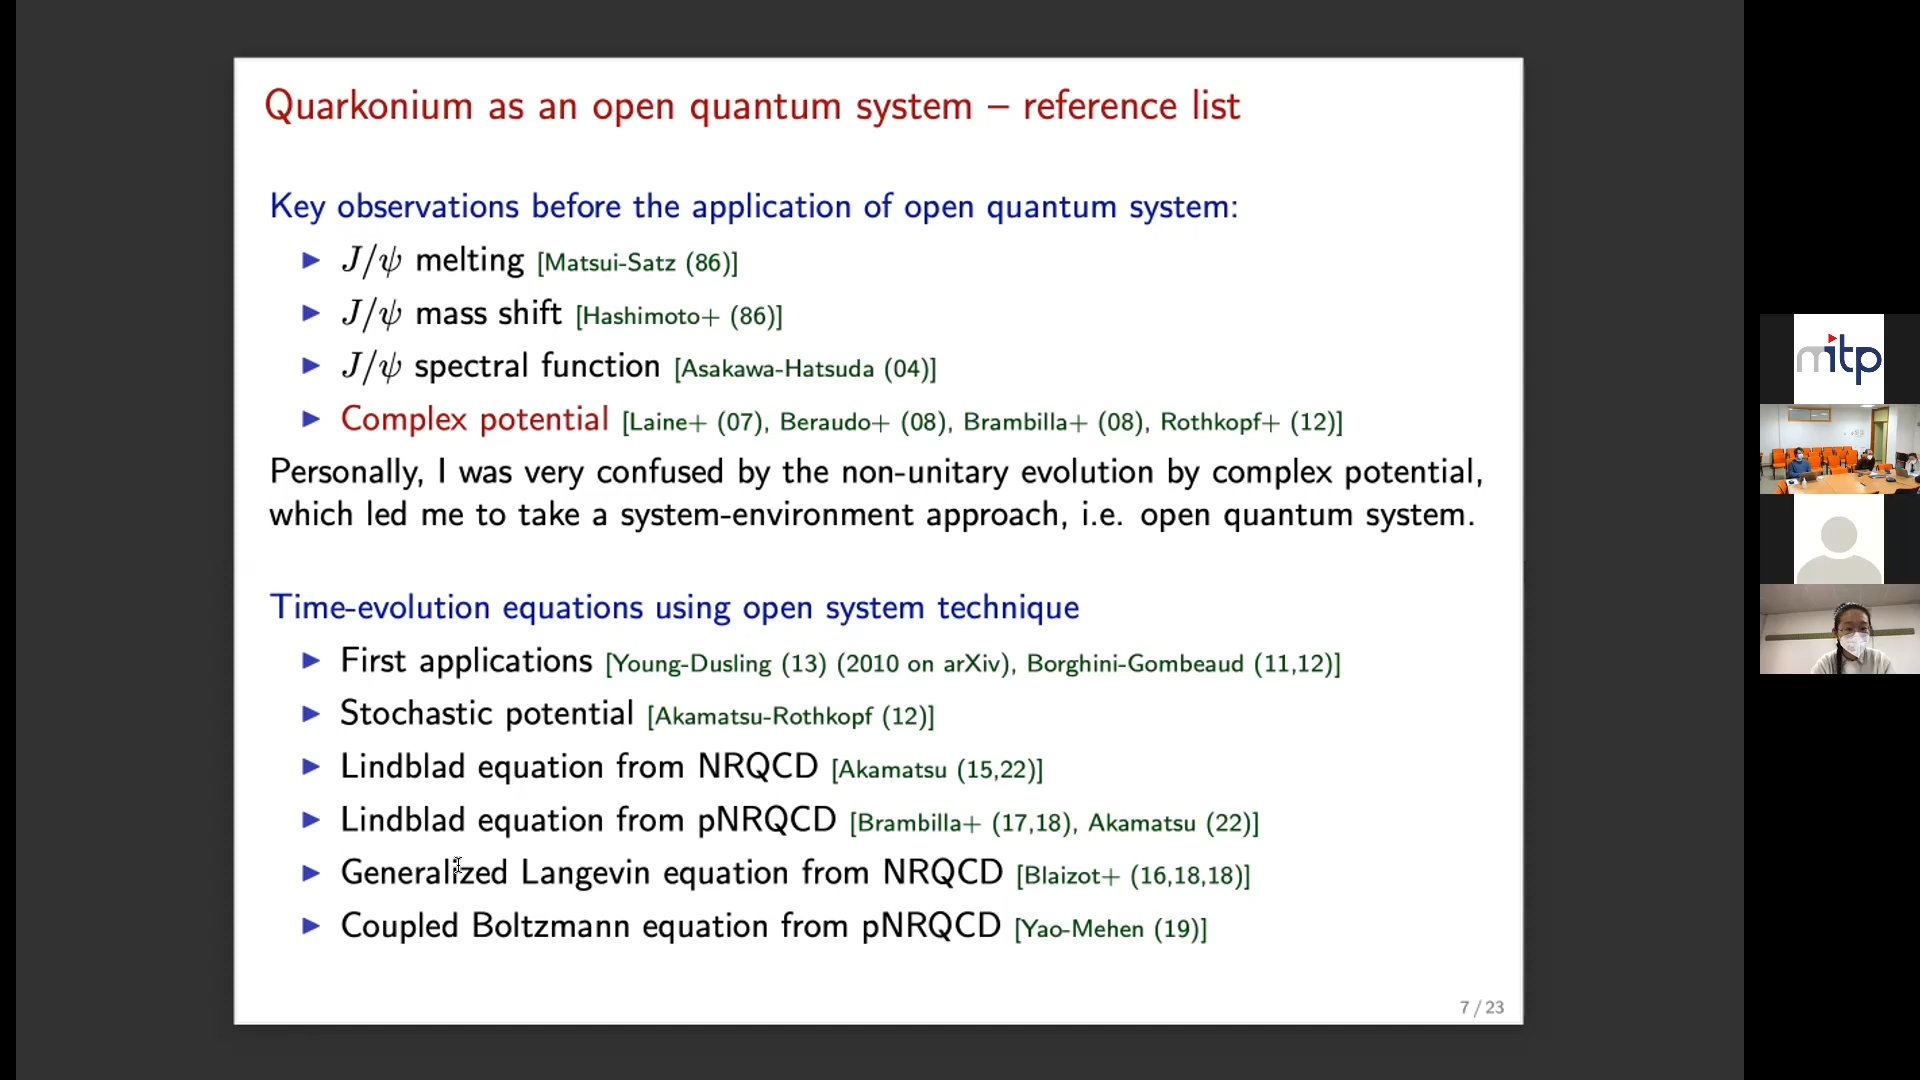 Quarkonium as an open quantum system – reference list
Key observations before the application of open quantum system:
▶ J/ψ melting [Matsui-Satz (86)]
▶ J/ψ mass shift [Hashimoto+ (86)]
▶ J/ψ spectral function [Asakawa-Hatsuda (04)]
▶ Complex potential [Laine+ (07), Beraudo+ (08), Brambilla+ (08), Rothkopf+ (12)]
Personally, I was very confused by the non-unitary evolution by complex potential,
which led me to take a system-environment approach, i.e. open quantum system.
Time-evolution equations using open system technique
▶ First applications [Young-Dusling (13) (2010 on arXiv), Borghini-Gombeaud (11,12)]
▶ Stochastic potential [Akamatsu-Rothkopf (12)]
▶ Lindblad equation from NRQCD [Akamatsu (15,22)]
▶ Lindblad equation from pNRQCD [Brambilla+ (17,18), Akamatsu (22)]
▶ Generalized Langevin equation from NRQCD [Blaizot+ (16,18,18)]
▶ Coupled Boltzmann equation from pNRQCD [Yao-Mehen (19)]
7 / 23
mitp